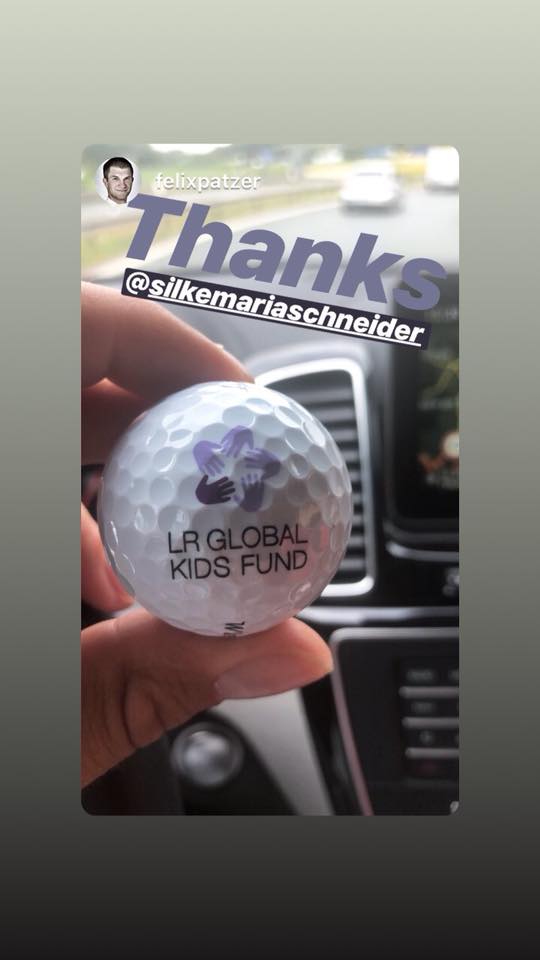 felixpatzer
Thanks
@silkemariaschneider
LR GLOBAL
KIDS FUND